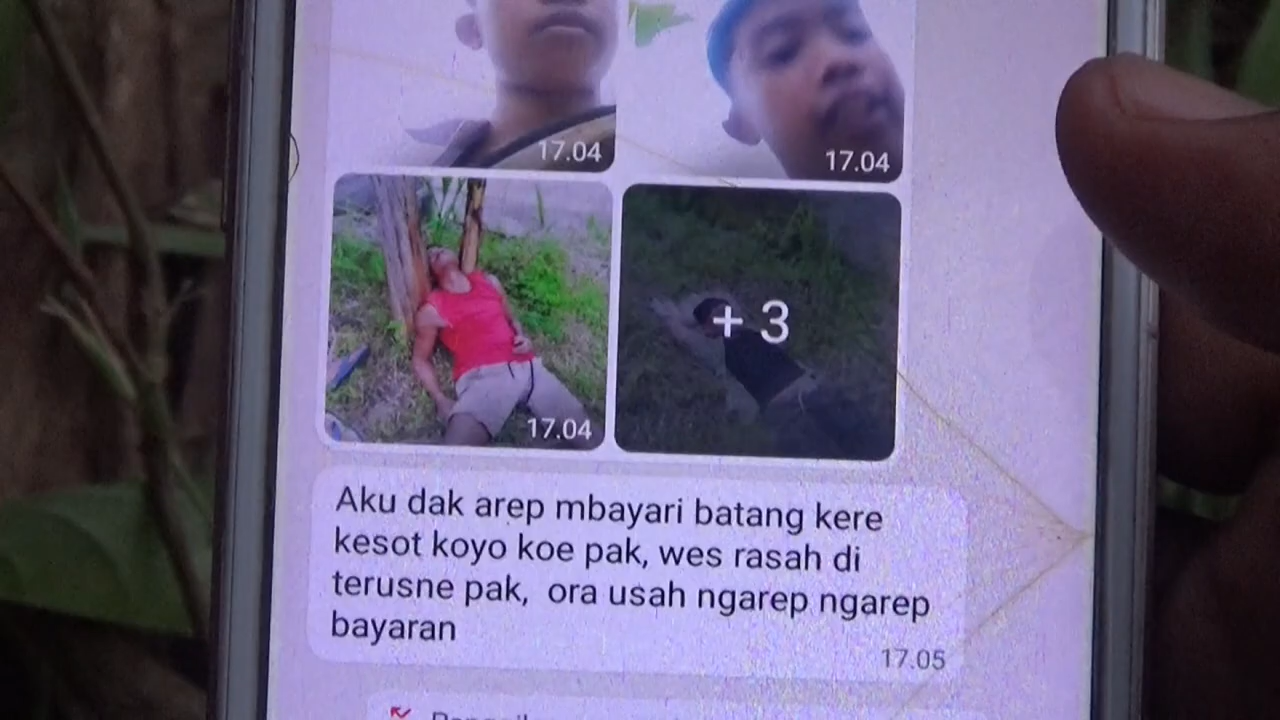 17.04
17.04
17.04
+ 3
Aku dak arep mbayari batang kere
kesot koyo koe pak, wes rasah di
terusne pak, ora usah ngarep ngarep
bayaran
17.05